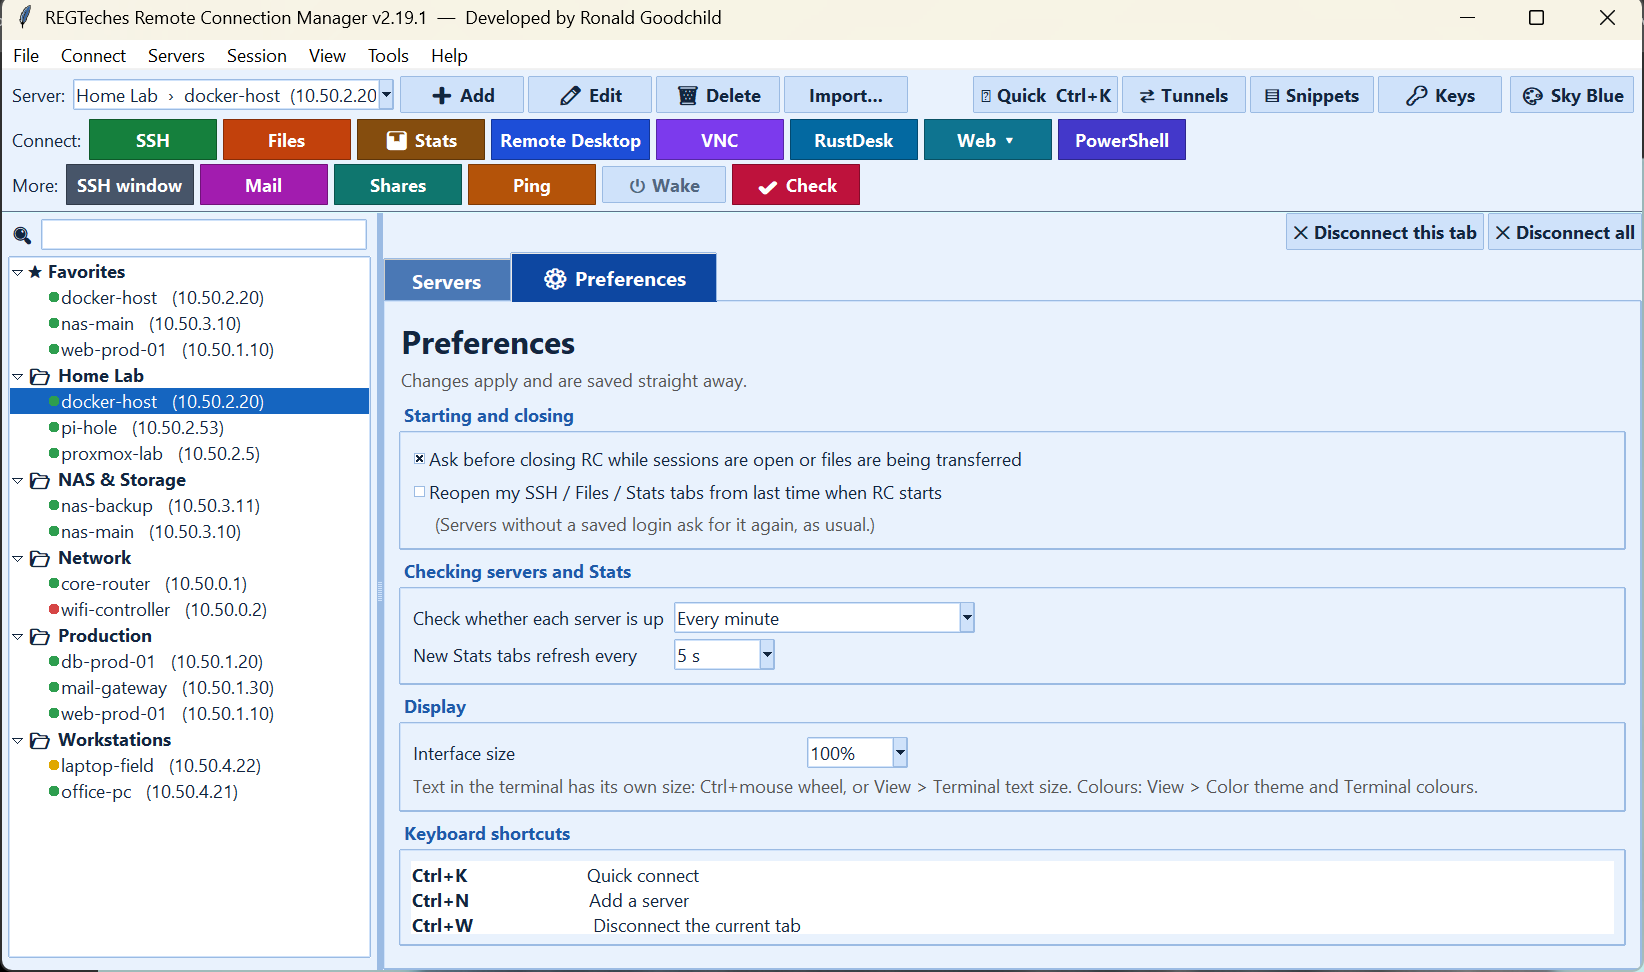 REGTeches Remote Connection Manager v2.19.1 — Developed by Ronald Goodchild
File Connect Servers Session View Tools Help
Server: Home Lab › docker-host (10.50.2.20 Add Edit Delete Import... Quick Ctrl+K Tunnels Snippets Keys Sky Blue
Connect: SSH Files Stats Remote Desktop VNC RustDesk Web PowerShell
More: SSH window Mail Shares Ping Wake Check
Disconnect this tab Disconnect all
Favorites
docker-host (10.50.2.20)
nas-main (10.50.3.10)
web-prod-01 (10.50.1.10)
Home Lab
docker-host (10.50.2.20)
pi-hole (10.50.2.53)
proxmox-lab (10.50.2.5)
NAS & Storage
nas-backup (10.50.3.11)
nas-main (10.50.3.10)
Network
core-router (10.50.0.1)
wifi-controller (10.50.0.2)
Production
db-prod-01 (10.50.1.20)
mail-gateway (10.50.1.30)
web-prod-01 (10.50.1.10)
Workstations
laptop-field (10.50.4.22)
office-pc (10.50.4.21)
Servers Preferences
Preferences
Changes apply and are saved straight away.
Starting and closing
Ask before closing RC while sessions are open or files are being transferred
Reopen my SSH / Files / Stats tabs from last time when RC starts
(Servers without a saved login ask for it again, as usual.)
Checking servers and Stats
Check whether each server is up Every minute
New Stats tabs refresh every 5 s
Display
Interface size 100%
Text in the terminal has its own size: Ctrl+mouse wheel, or View > Terminal text size. Colours: View > Color theme and Terminal colours.
Keyboard shortcuts
Ctrl+K Quick connect
Ctrl+N Add a server
Ctrl+W Disconnect the current tab